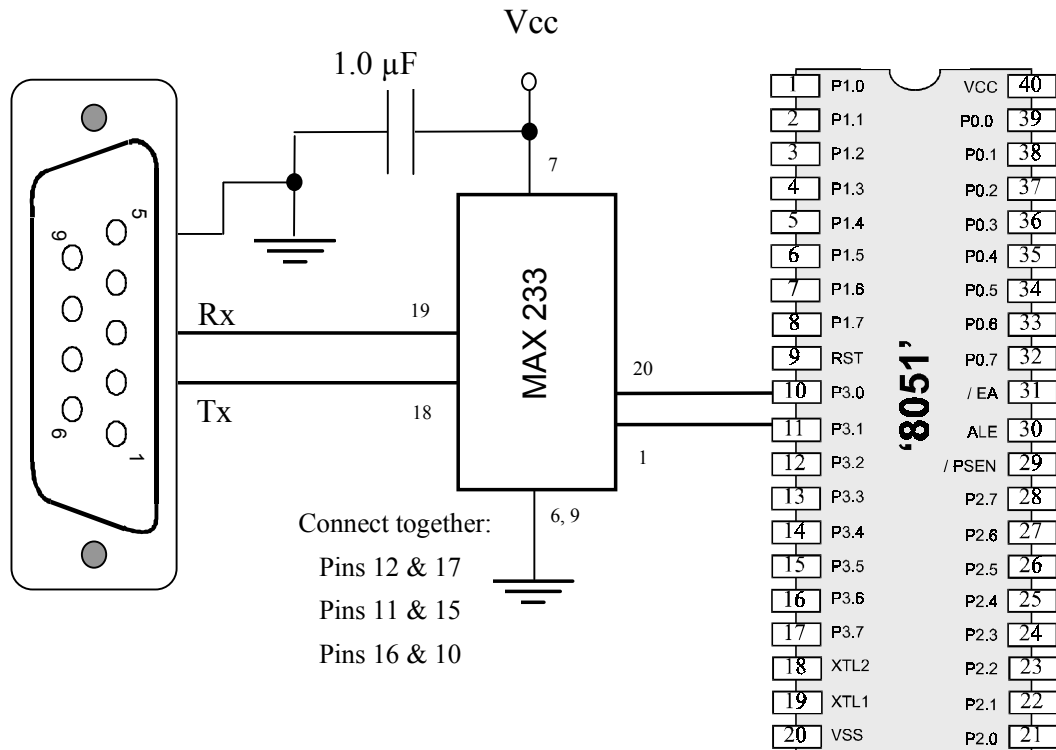 Vcc
1.0 µF
7
5
9
6
1
Rx
Tx
19
18
MAX 233
20
1
6, 9
Connect together:
Pins 12 & 17
Pins 11 & 15
Pins 16 & 10
'8051'
1 P1.0 VCC 40
2 P1.1 P0.0 39
3 P1.2 P0.1 38
4 P1.3 P0.2 37
5 P1.4 P0.3 36
6 P1.5 P0.4 35
7 P1.6 P0.5 34
8 P1.7 P0.6 33
9 RST P0.7 32
10 P3.0 / EA 31
11 P3.1 ALE 30
12 P3.2 / PSEN 29
13 P3.3 P2.7 28
14 P3.4 P2.6 27
15 P3.5 P2.5 26
16 P3.6 P2.4 25
17 P3.7 P2.3 24
18 XTL2 P2.2 23
19 XTL1 P2.1 22
20 VSS P2.0 21